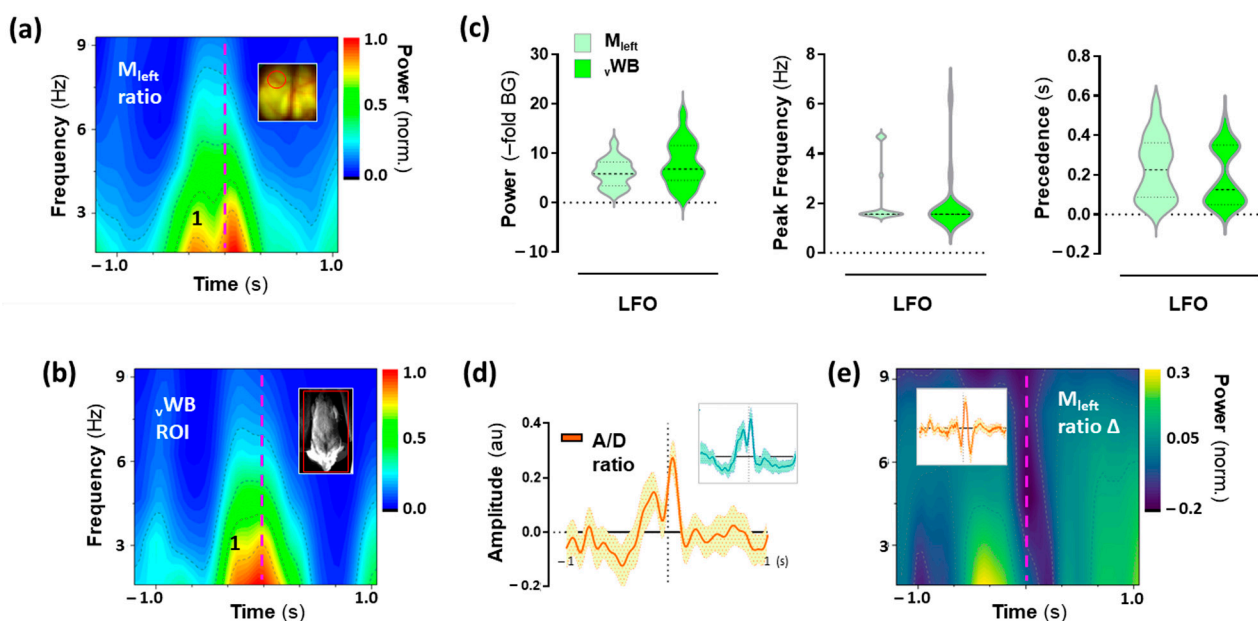 (a)
M left
ratio
9
6
3
Frequency (Hz)
1
−1.0
1.0
Time (s)
1.0
0.5
0.0
Power (norm.)
(c)
M left
vWB
30
20
10
0
−10
Power (−fold BG)
LFO
8
6
4
2
0
Peak Frequency (Hz)
LFO
0.8
0.6
0.4
0.2
0.0
−0.2
Precedence (s)
LFO
(b)
vWB
ROI
9
6
3
Frequency (Hz)
1
−1.0
1.0
Time (s)
1.0
0.5
0.0
(d)
A/D
ratio
0.4
0.2
0.0
−0.2
Amplitude (au)
−1
1 (s)
(e)
M left
ratio Δ
9
6
3
−1.0
1.0
Time (s)
0.3
0.05
−0.2
Power (norm.)